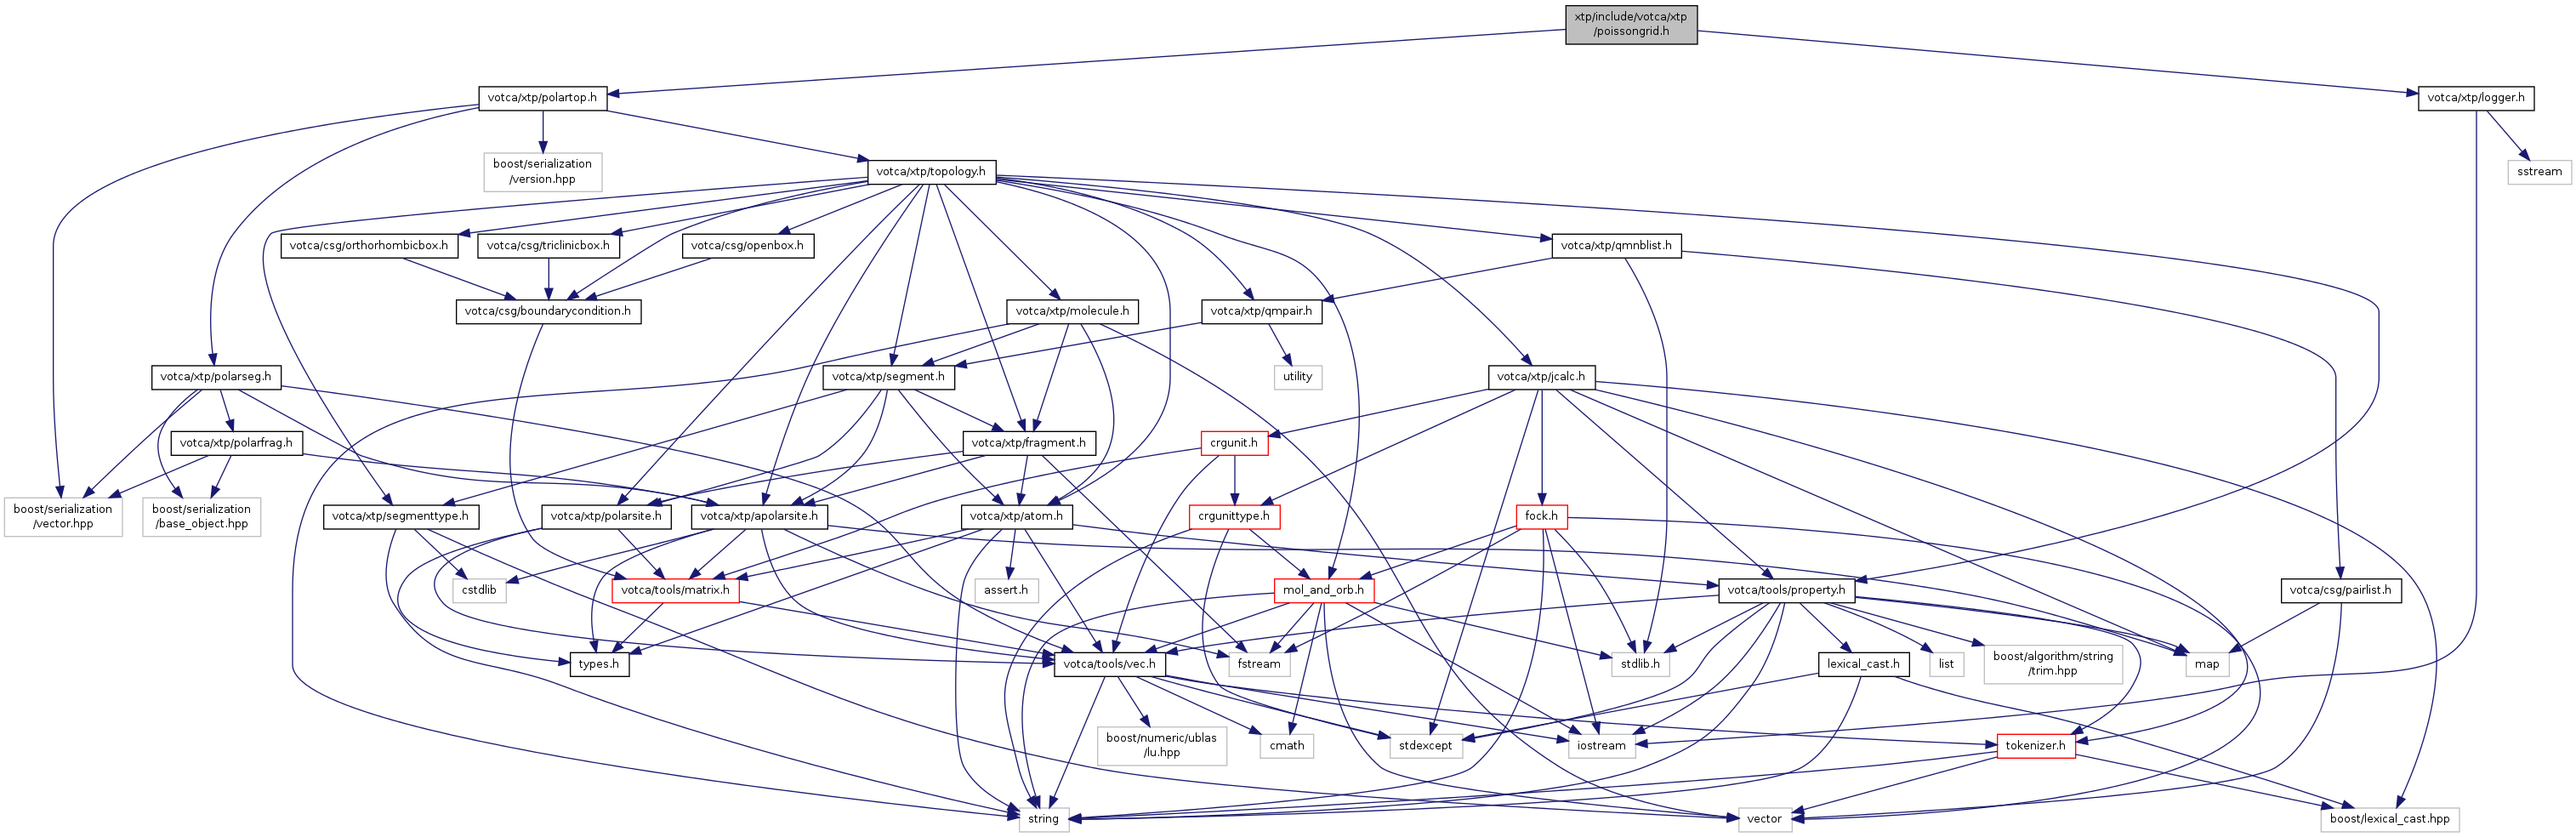 xtp/include/votca/xtp
/poissongrid.h
votca/xtp/polartop.h
votca/xtp/logger.h
boost/serialization
/version.hpp
votca/xtp/topology.h
sstream
votca/csg/orthorhombicbox.h
votca/csg/triclinicbox.h
votca/csg/openbox.h
votca/xtp/qmnblist.h
votca/csg/boundarycondition.h
votca/xtp/molecule.h
votca/xtp/qmpair.h
votca/xtp/polarseg.h
votca/xtp/segment.h
utility
votca/xtp/jcalc.h
votca/xtp/polarfrag.h
votca/xtp/fragment.h
crgunit.h
boost/serialization
/vector.hpp
boost/serialization
/base_object.hpp
votca/xtp/segmenttype.h
votca/xtp/polarsite.h
votca/xtp/apolarsite.h
votca/xtp/atom.h
crgunittype.h
fock.h
cstdlib
votca/tools/matrix.h
assert.h
mol_and_orb.h
votca/tools/property.h
votca/csg/pairlist.h
types.h
votca/tools/vec.h
fstream
stdlib.h
lexical_cast.h
list
boost/algorithm/string
/trim.hpp
map
boost/numeric/ublas
/lu.hpp
cmath
stdexcept
iostream
tokenizer.h
string
vector
boost/lexical_cast.hpp